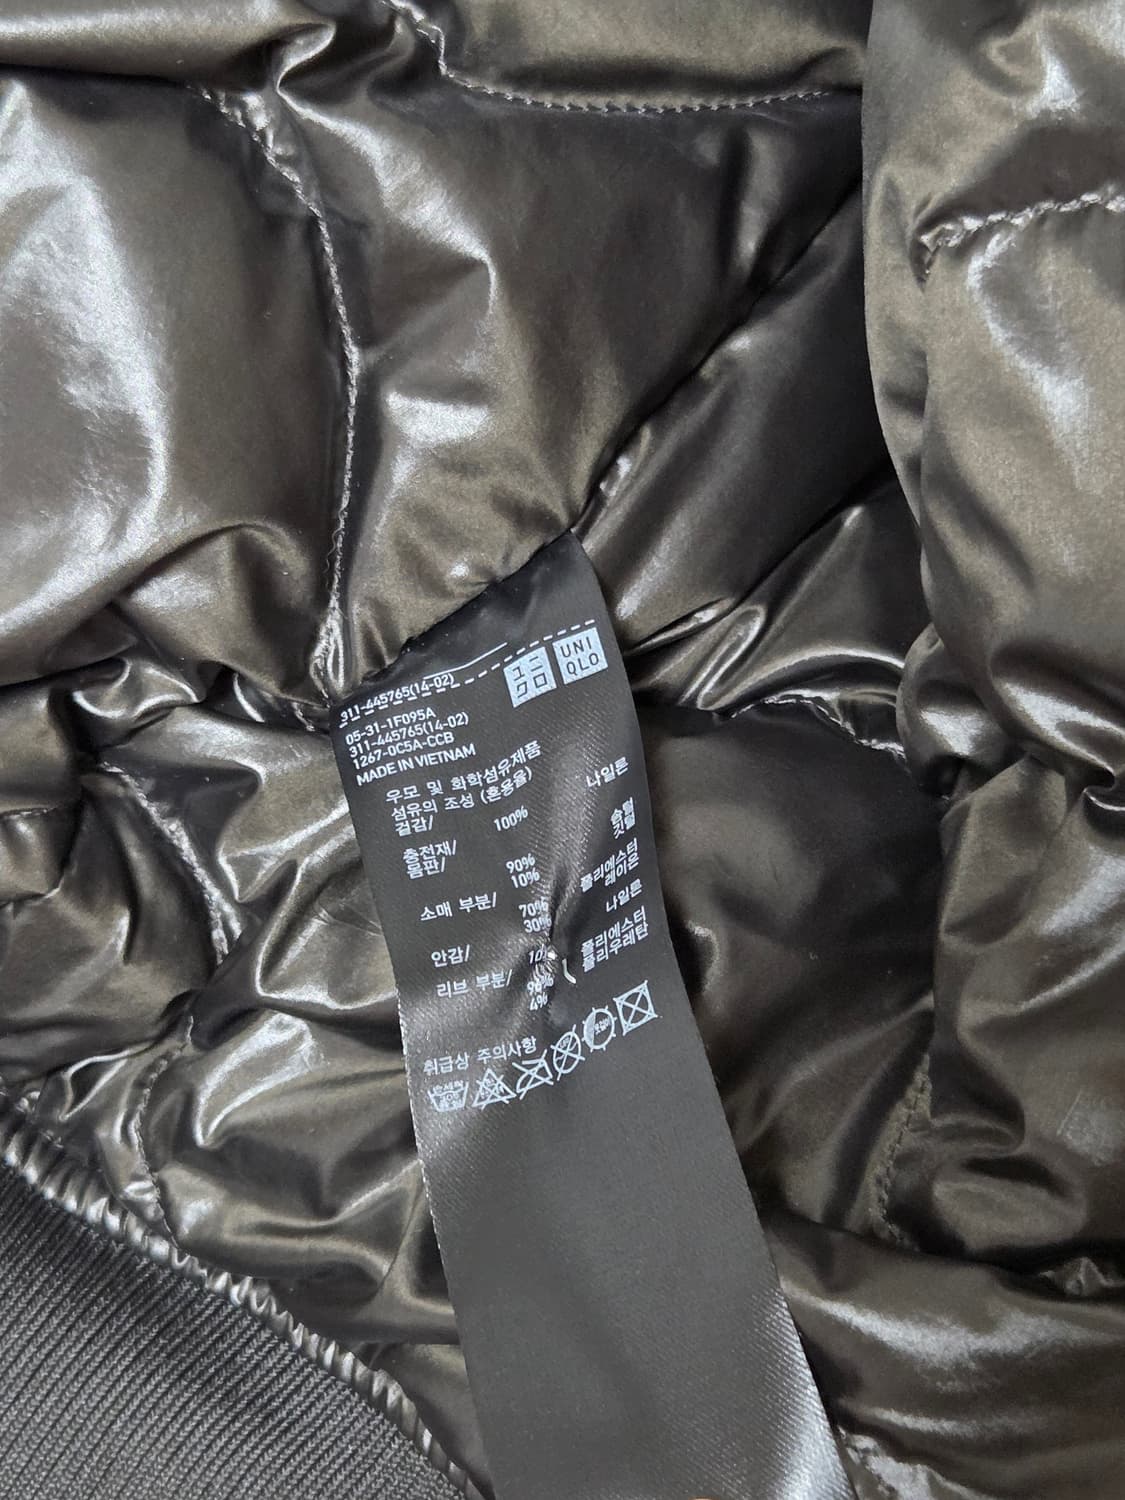 311-445765(14-02)
ユニ
クロ
UNI
QLO
05-31-1F095A
311-445765(14-02)
1267-0C5A-CCB
MADE IN VIETNAM
우모 및 화학섬유제품
섬유의 조성 (혼용율)
겉감/ 100% 나일론
충전재/
몸판/ 90% 솜털
10% 깃털
소매 부분/ 70% 폴리에스터
30% 레이온
안감/ 나일론
리브 부분/ 96% 폴리에스터
4% 폴리우레탄
취급상 주의사항